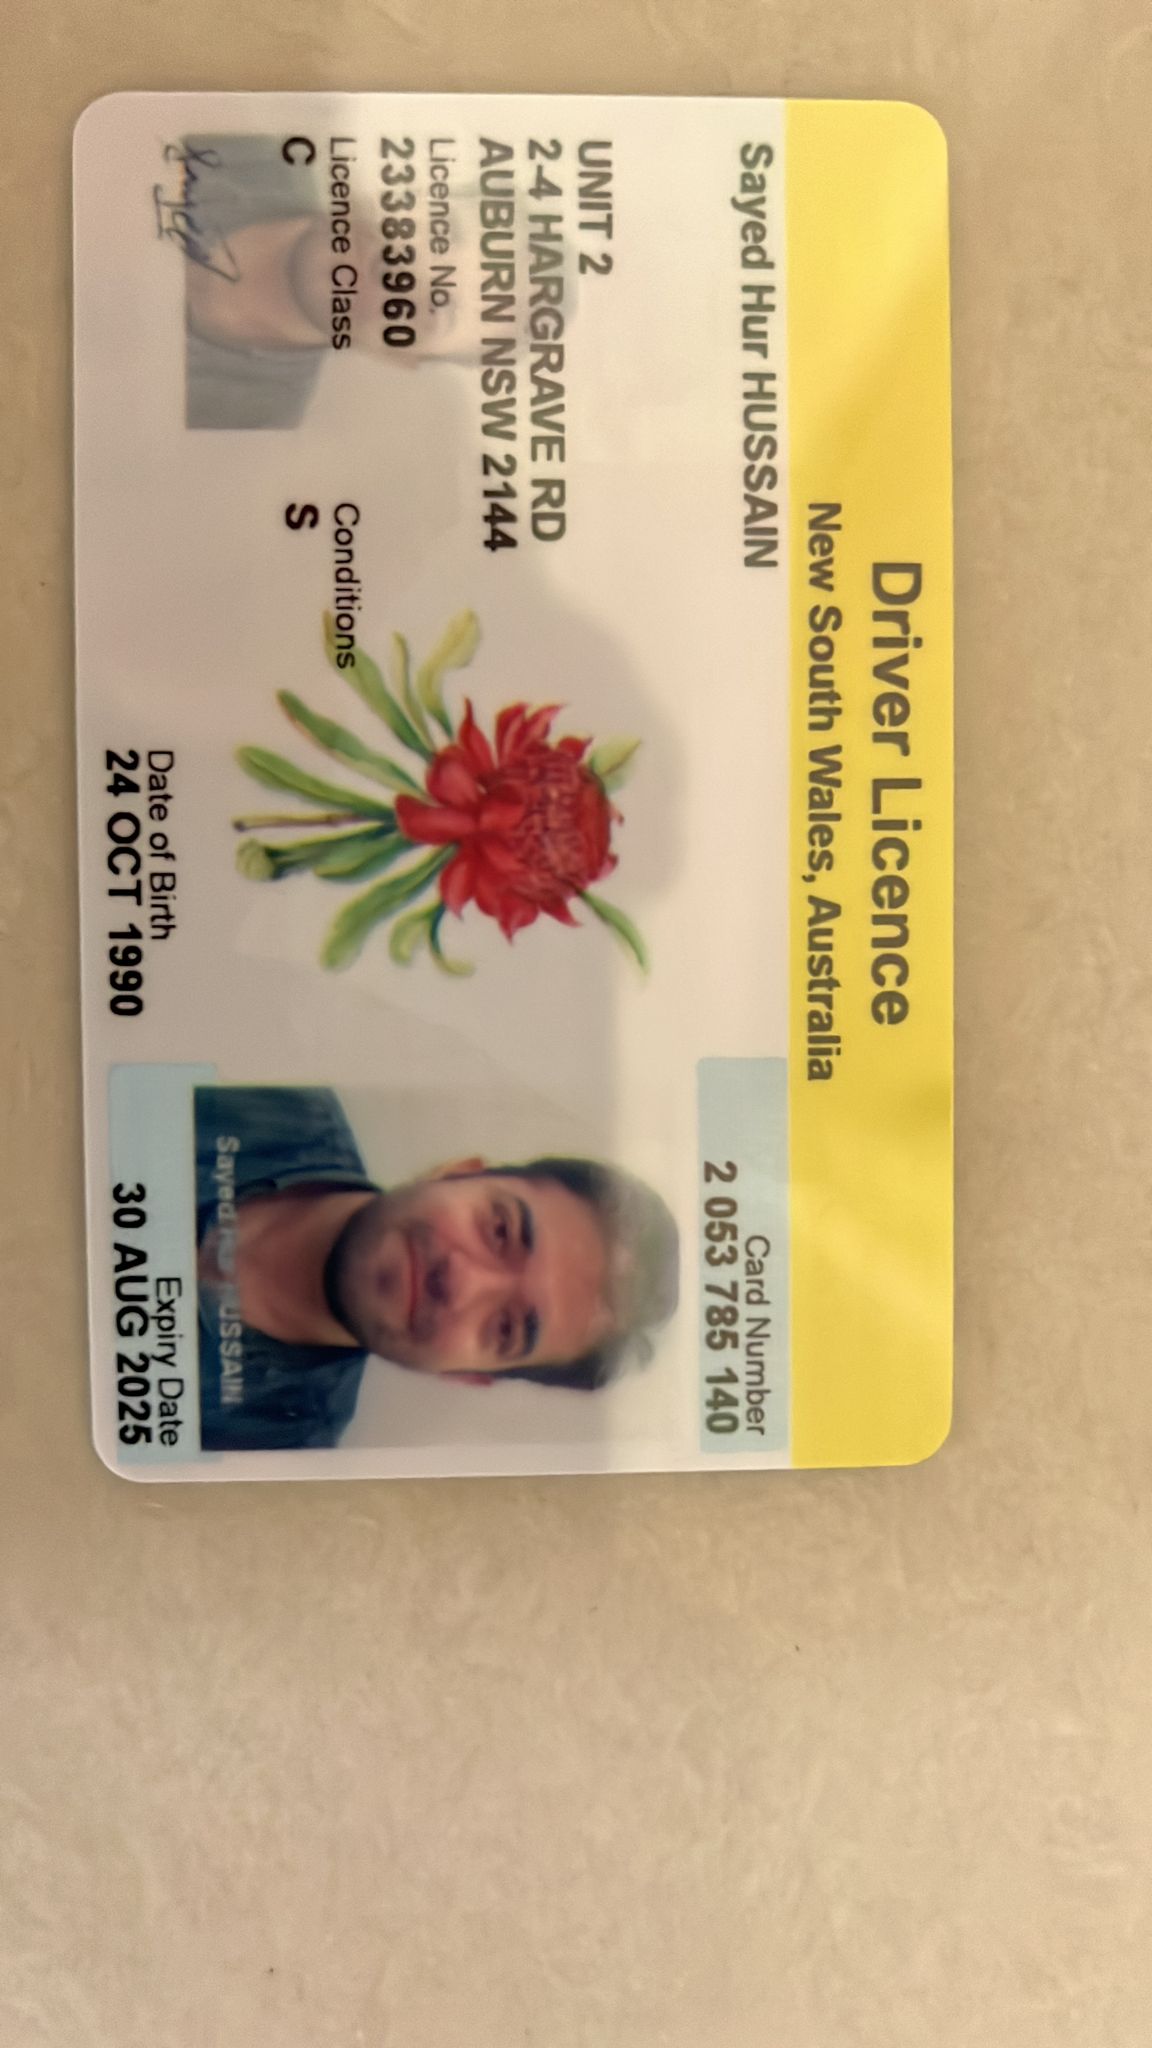 Driver Licence
New South Wales, Australia
Sayed Hur HUSSAIN
Card Number
2 053 785 140
UNIT 2
2-4 HARGRAVE RD
AUBURN NSW 2144
Licence No.
23383960
Licence Class
C
Conditions
S
Sayed
Sayed Hur HUSSAIN
Date of Birth
24 OCT 1990
Expiry Date
30 AUG 2025